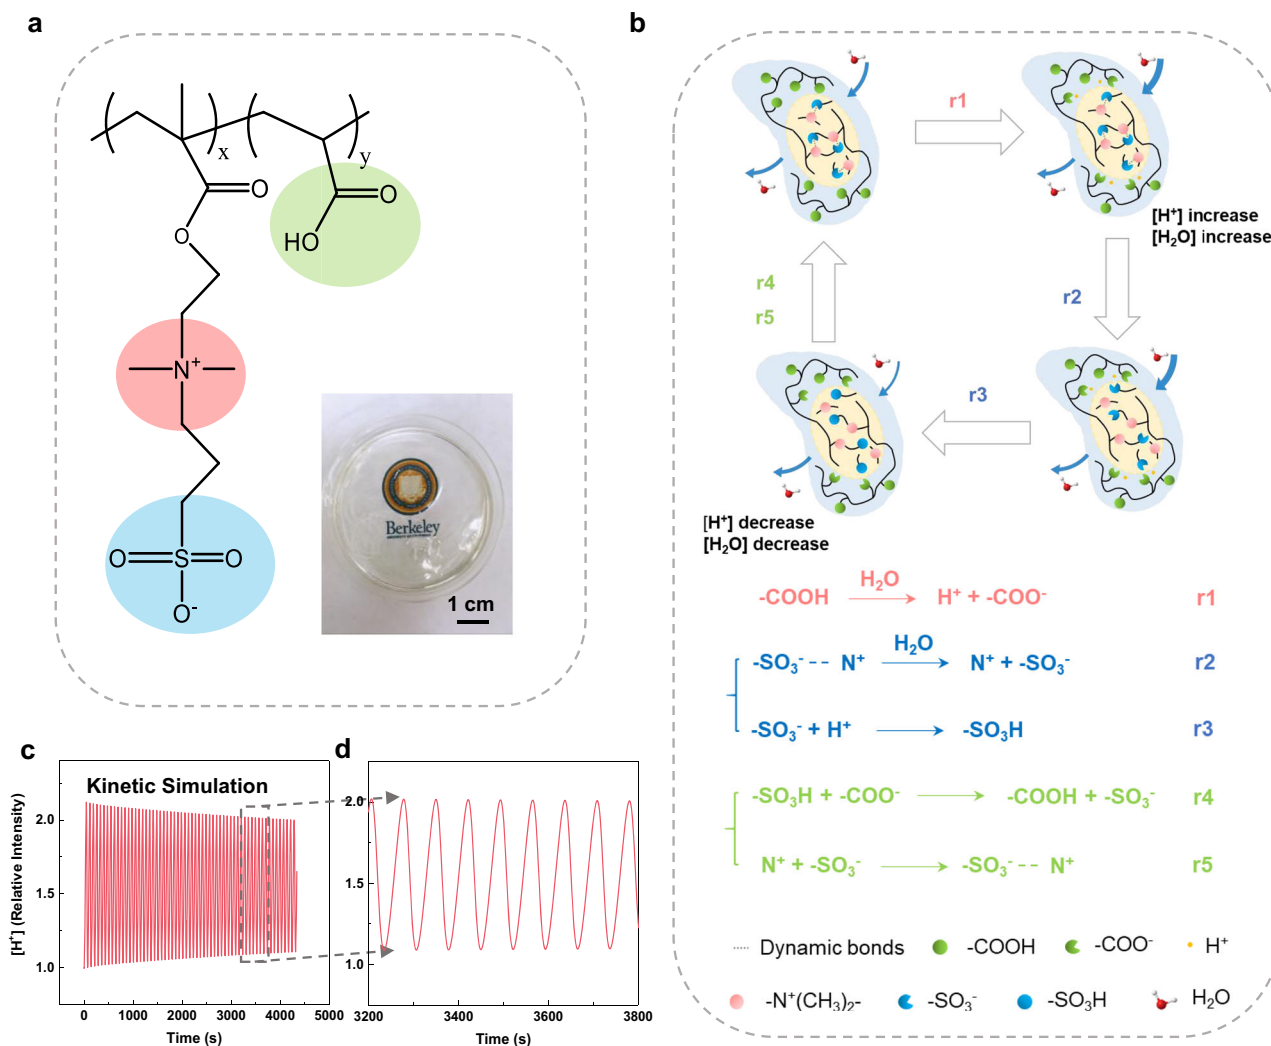 a
x
y
O
O
HO
O
N⁺
O
S
O
O⁻
Berkeley
1 cm
b
r1
[H⁺] increase
[H₂O] increase
r2
r3
r4
r5
[H⁺] decrease
[H₂O] decrease
-COOH H₂O H⁺ + -COO⁻ r1
-SO₃⁻ -- N⁺ H₂O N⁺ + -SO₃⁻ r2
-SO₃⁻ + H⁺ -SO₃H r3
-SO₃H + -COO⁻ -COOH + -SO₃⁻ r4
N⁺ + -SO₃⁻ -SO₃⁻ -- N⁺ r5
Dynamic bonds -COOH -COO⁻ H⁺
-N⁺(CH₃)₂- -SO₃⁻ -SO₃H H₂O
c
Kinetic Simulation
[H⁺] (Relative Intensity)
2.0
1.5
1.0
0 1000 2000 3000 4000 5000
Time (s)
d
2.0
1.5
1.0
3200 3400 3600 3800
Time (s)